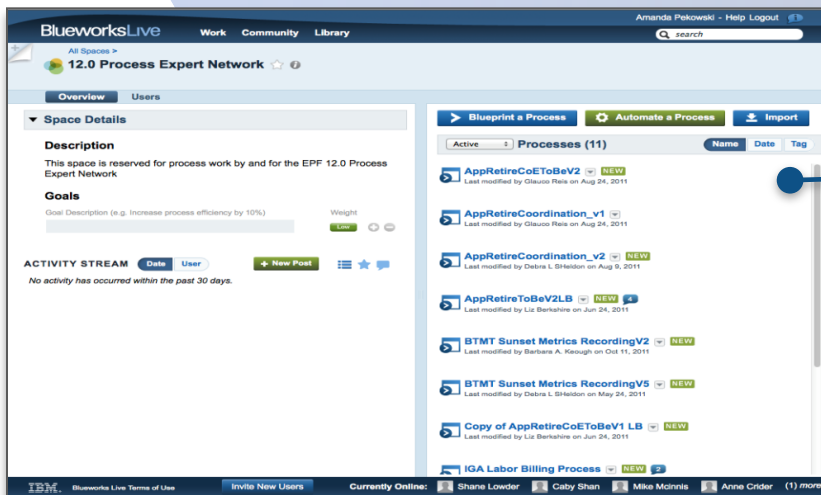 Amanda Pekowski - Help Logout
BlueworksLive Work Community Library search
All Spaces >
12.0 Process Expert Network
Overview Users
Space Details
Description
This space is reserved for process work by and for the EPF 12.0 Process
Expert Network
Goals
Goal Description (e.g. Increase process efficiency by 10%) Weight
Low
ACTIVITY STREAM Date User + New Post
No activity has occurred within the past 30 days.
Blueprint a Process Automate a Process Import
Active Processes (11) Name Date Tag
AppRetireCoEToBeV2 NEW
Last modified by Glauco Reis on Aug 24, 2011
AppRetireCoordination_v1
Last modified by Glauco Reis on Aug 24, 2011
AppRetireCoordination_v2 NEW
Last modified by Debra L SHeldon on Aug 9, 2011
AppRetireToBeV2LB NEW 4
Last modified by Liz Berkshire on Jun 24, 2011
BTMT Sunset Metrics RecordingV2 NEW
Last modified by Barbara A. Keough on Oct 11, 2011
BTMT Sunset Metrics RecordingV5 NEW
Last modified by Debra L SHeldon on May 24, 2011
Copy of AppRetireCoEToBeV1 LB NEW
Last modified by Liz Berkshire on Jun 24, 2011
IGA Labor Billing Process NEW 2
IBM. Blueworks Live Terms of Use Invite New Users Currently Online: Shane Lowder Caby Shan Mike McInnis Anne Crider (1) more